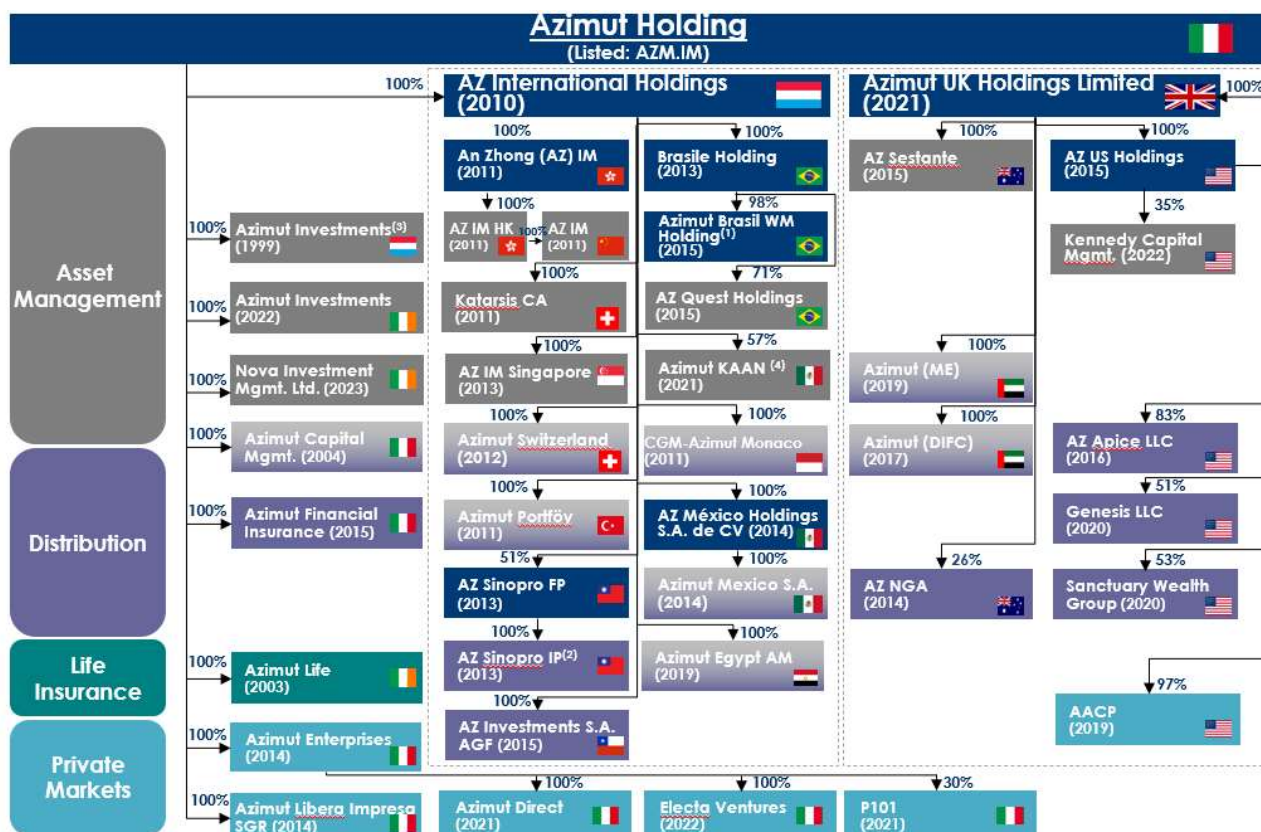 Azimut Holding
(Listed: AZM.IM)
100%
AZ International Holdings
(2010)
Azimut UK Holdings Limited
(2021)
100%
Asset
Management
Distribution
Life
Insurance
Private
Markets
100%
Azimut Investments(3)
(1999)
100%
Azimut Investments
(2022)
100%
Nova Investment
Mgmt. Ltd. (2023)
100%
Azimut Capital
Mgmt. (2004)
100%
Azimut Financial
Insurance (2015)
100%
Azimut Life
(2003)
100%
Azimut Enterprises
(2014)
100%
Azimut Libera Impresa
SGR (2014)
100%
An Zhong (AZ) IM
(2011)
100%
AZ IM HK
(2011)
100%
AZ IM
(2011)
100%
Katarsis CA
(2011)
100%
AZ IM Singapore
(2013)
100%
Azimut Switzerland
(2012)
100%
Azimut Portföy
(2011)
51%
AZ Sinopro FP
(2013)
100%
AZ Sinopro IP(2)
(2013)
100%
AZ Investments S.A.
AGF (2015)
100%
Brasile Holding
(2013)
98%
Azimut Brasil WM
Holding(1)
(2015)
71%
AZ Quest Holdings
(2015)
57%
Azimut KAAN (4)
(2021)
100%
CGM-Azimut Monaco
(2011)
100%
AZ México Holdings
S.A. de CV (2014)
100%
Azimut Mexico S.A.
(2014)
100%
Azimut Egypt AM
(2019)
100%
AZ Sestante
(2015)
100%
Azimut (ME)
(2019)
100%
Azimut (DIFC)
(2017)
26%
AZ NGA
(2014)
100%
AZ US Holdings
(2015)
35%
Kennedy Capital
Mgmt. (2022)
83%
AZ Apice LLC
(2016)
51%
Genesis LLC
(2020)
53%
Sanctuary Wealth
Group (2020)
97%
AACP
(2019)
100%
Azimut Direct
(2021)
100%
Electa Ventures
(2022)
30%
P101
(2021)